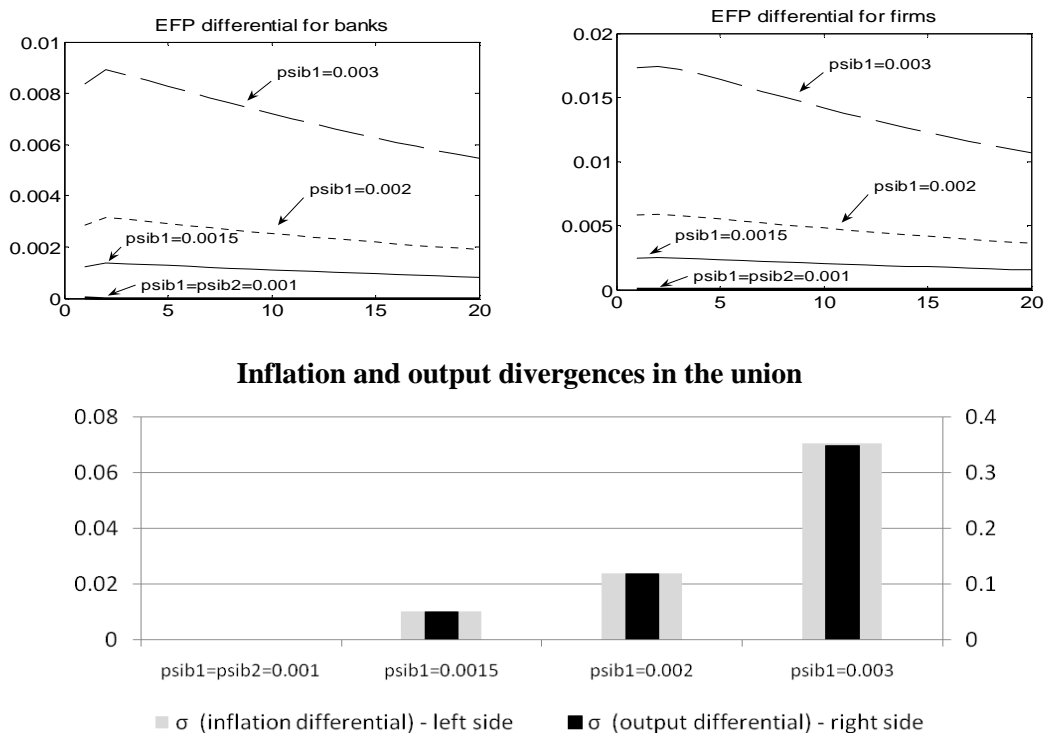 EFP differential for banks
0.01
0.008
0.006
0.004
0.002
0
0
5
10
15
20
psib1=0.003
psib1=0.002
psib1=0.0015
psib1=psib2=0.001
EFP differential for firms
0.02
0.015
0.01
0.005
0
0
5
10
15
20
psib1=0.003
psib1=0.002
psib1=0.0015
psib1=psib2=0.001
Inflation and output divergences in the union
0.08
0.06
0.04
0.02
0
0.4
0.3
0.2
0.1
0
psib1=psib2=0.001
psib1=0.0015
psib1=0.002
psib1=0.003
σ (inflation differential) - left side
σ (output differential) - right side